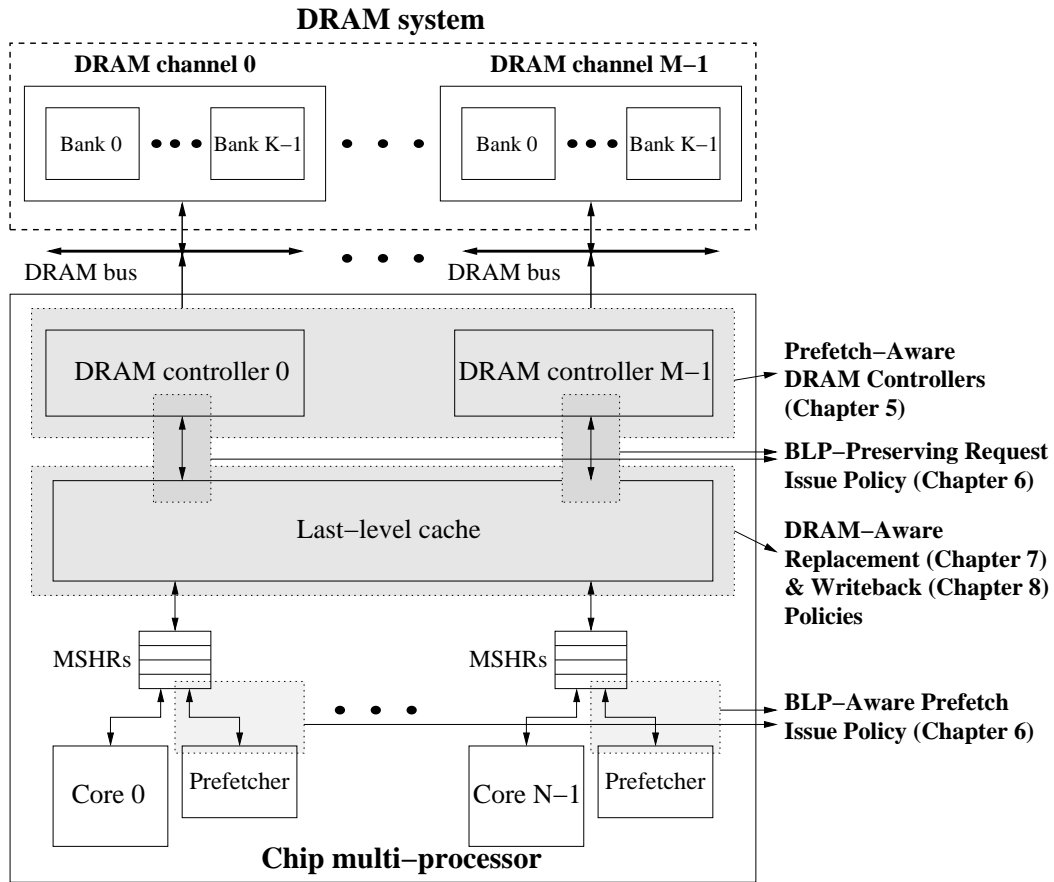 DRAM system
DRAM channel 0
DRAM channel M−1
Bank 0
Bank K−1
Bank 0
Bank K−1
DRAM bus
DRAM bus
DRAM controller 0
DRAM controller M−1
Prefetch−Aware
DRAM Controllers
(Chapter 5)
BLP−Preserving Request
Issue Policy (Chapter 6)
Last−level cache
DRAM−Aware
Replacement (Chapter 7)
& Writeback (Chapter 8)
Policies
MSHRs
MSHRs
BLP−Aware Prefetch
Issue Policy (Chapter 6)
Core 0
Prefetcher
Core N−1
Prefetcher
Chip multi−processor